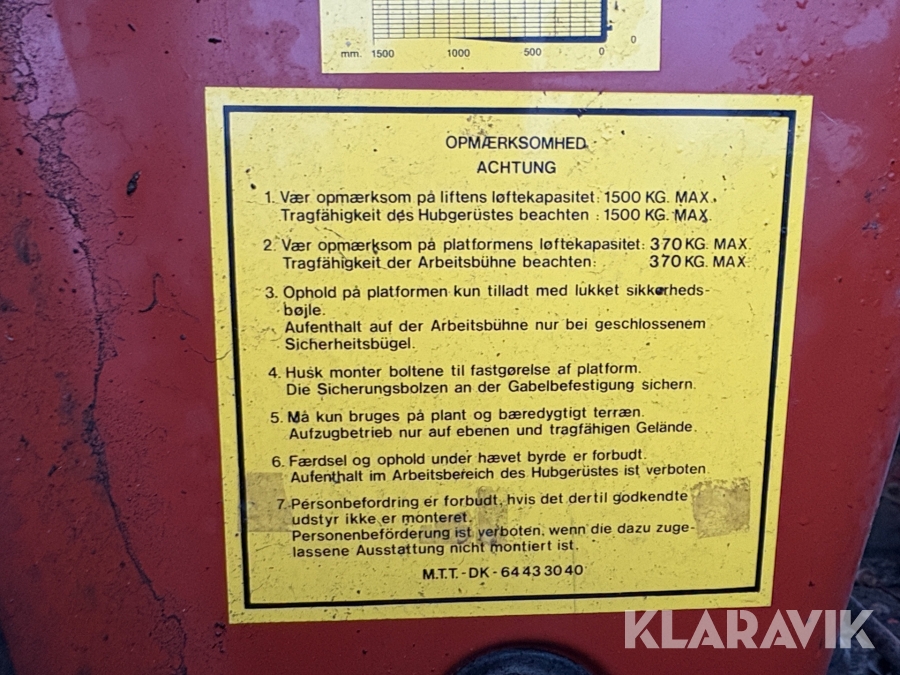 mm. 1500 1000 500 0 0
OPMÆRKSOMHED
ACHTUNG
1. Vær opmærksom på liftens løftekapasitet: 1500 KG. MAX.
Tragfähigkeit des Hubgerüstes beachten : 1500 KG. MAX.
2. Vær opmærksom på platformens løftekapasitet: 370 KG. MAX.
Tragfähigkeit der Arbeitsbühne beachten: 370 KG. MAX.
3. Ophold på platformen kun tilladt med lukket sikkerheds-
bøjle.
Aufenthalt auf der Arbeitsbühne nur bei geschlossenem
Sicherheitsbügel.
4. Husk monter boltene til fastgørelse af platform.
Die Sicherungsbolzen an der Gabelbefestigung sichern.
5. Må kun bruges på plant og bæredygtigt terræn.
Aufzugbetrieb nur auf ebenen und tragfähigen Gelände.
6. Færdsel og ophold under hævet byrde er forbudt.
Aufenthalt im Arbeitsbereich des Hubgerüstes ist verboten.
7. Personbefordring er forbudt, hvis det dertil godkendte
udstyr ikke er monteret.
Personenbeförderung ist verboten, wenn die dazu zuge-
lassene Ausstattung nicht montiert ist.
M.T.T. - DK - 64 43 30 40
KLARAVIK